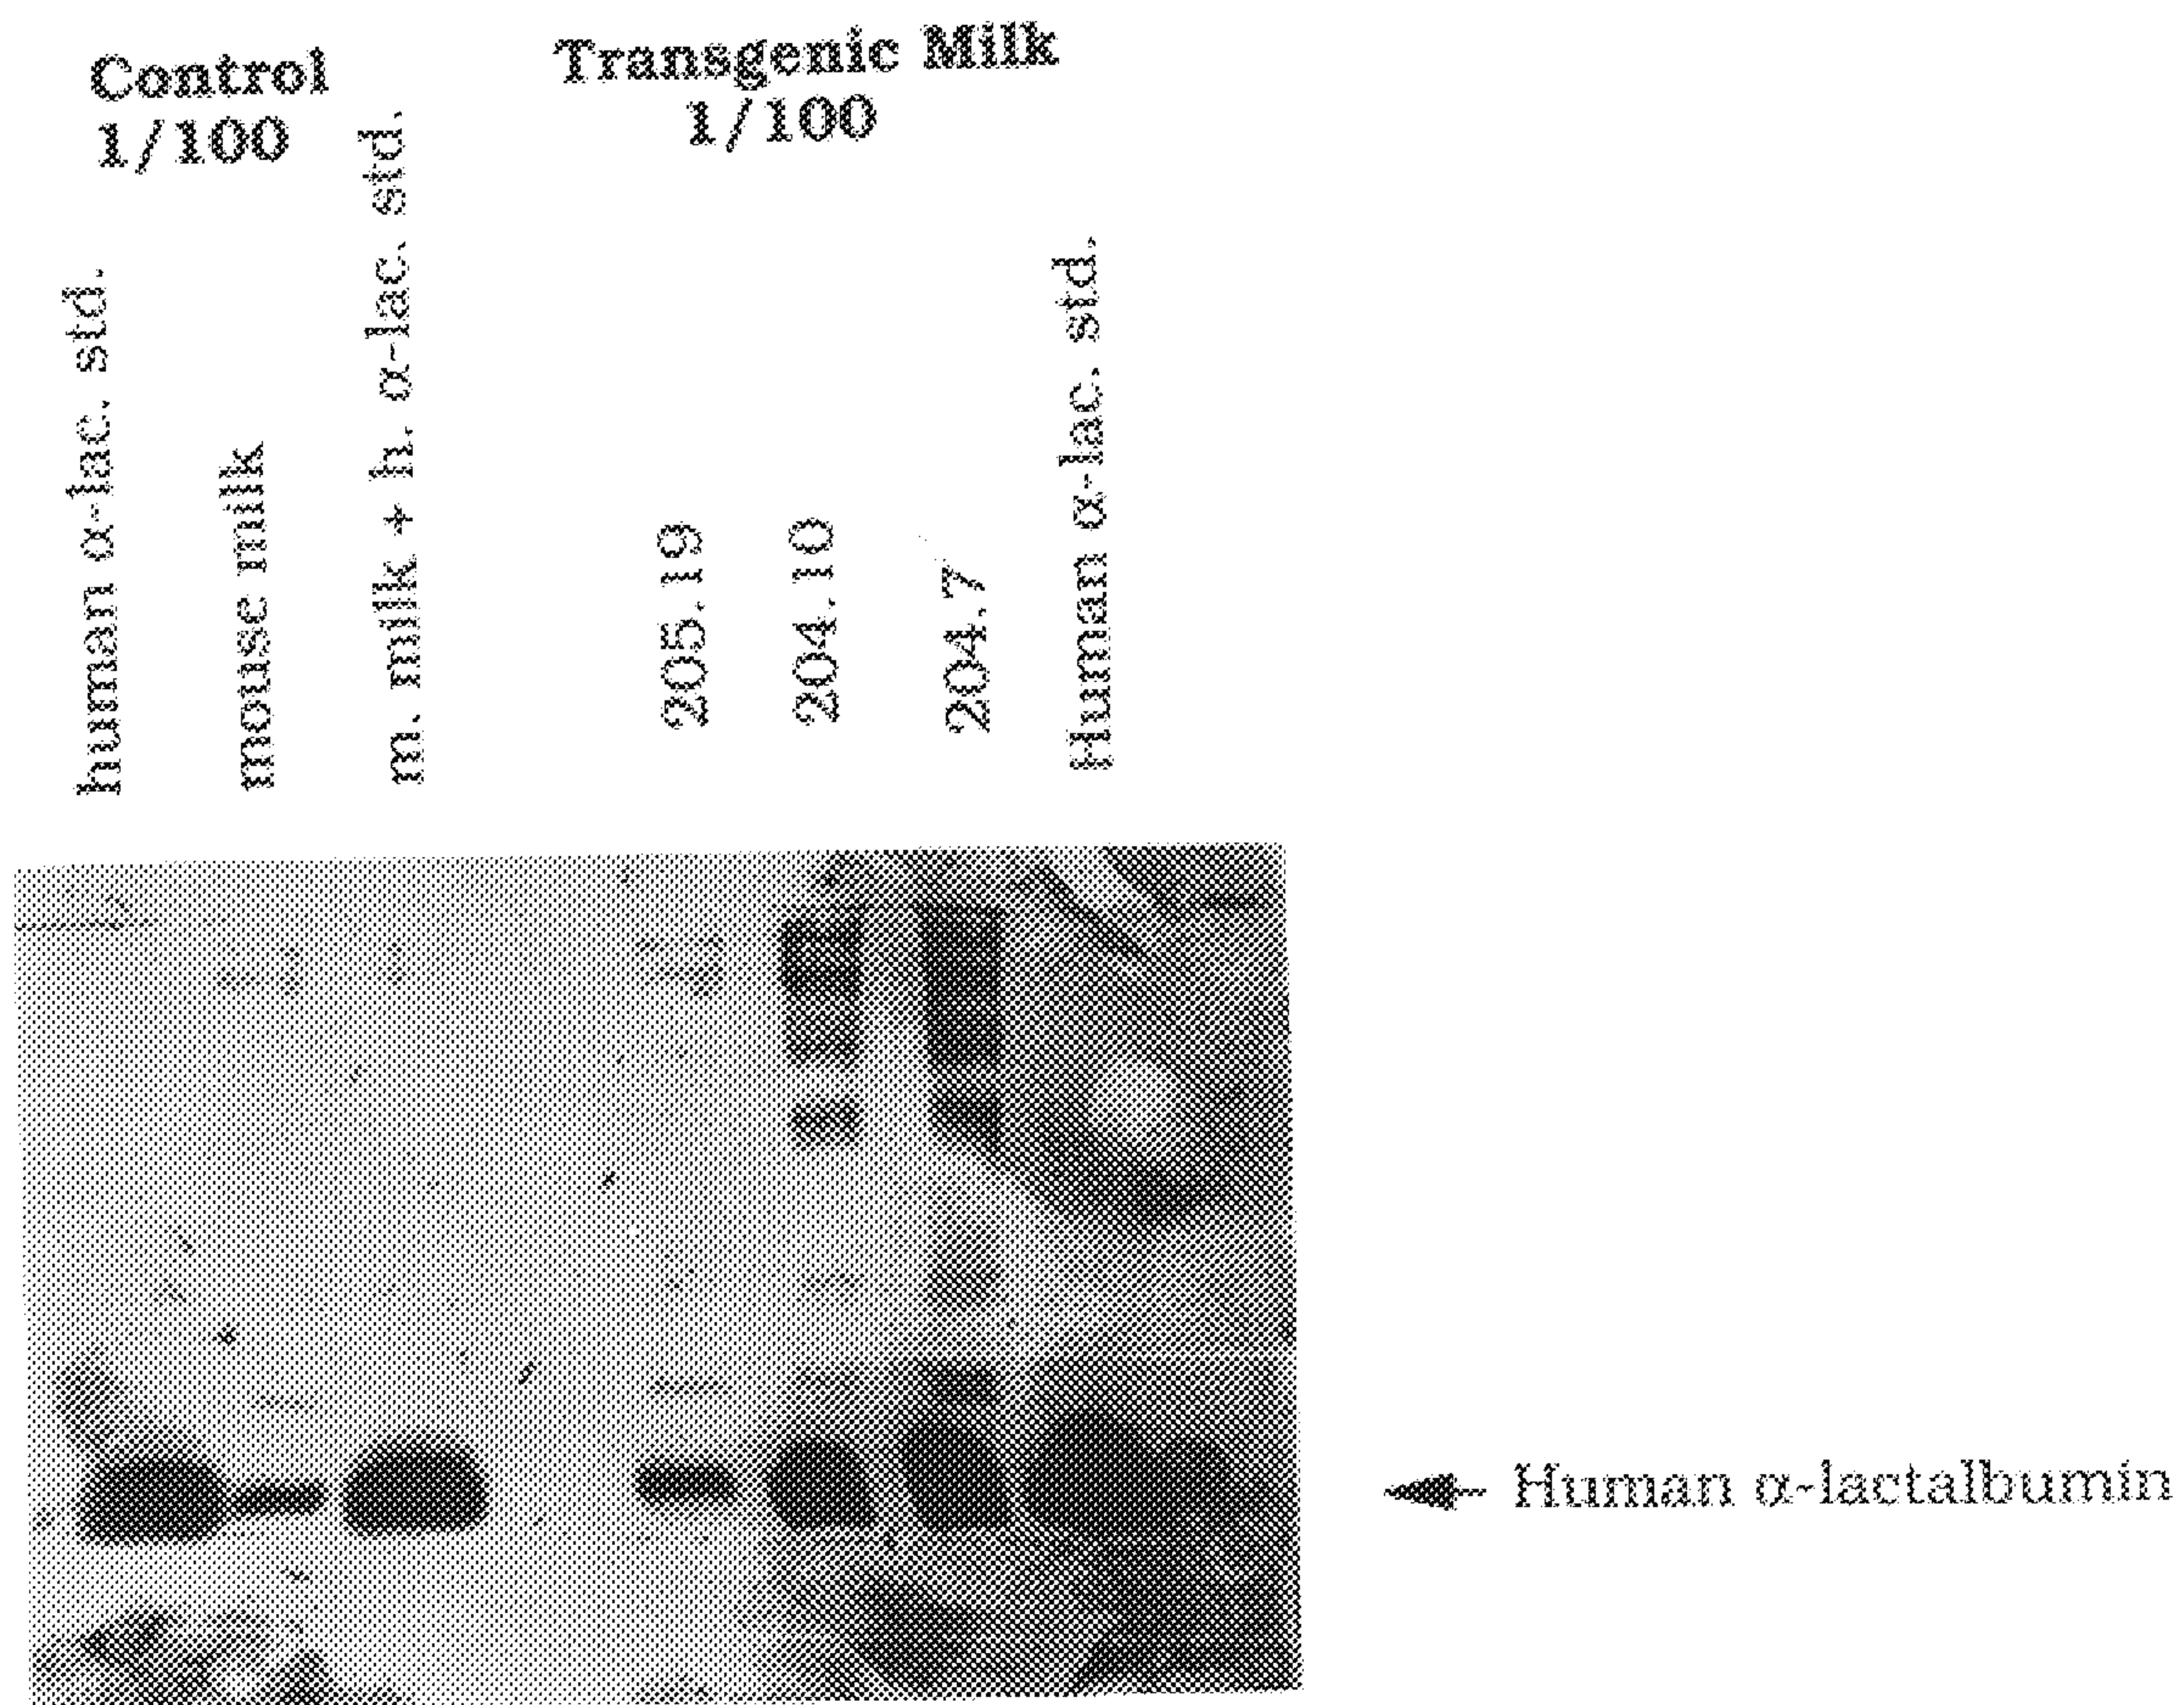 Control
1/100
Transgenic Milk
1/100
human α-lac. std.
mouse milk
m. milk + h. α-lac. std.
205.19
204.10
204.7
Human α-lac. std.
Human α-lactalbumin